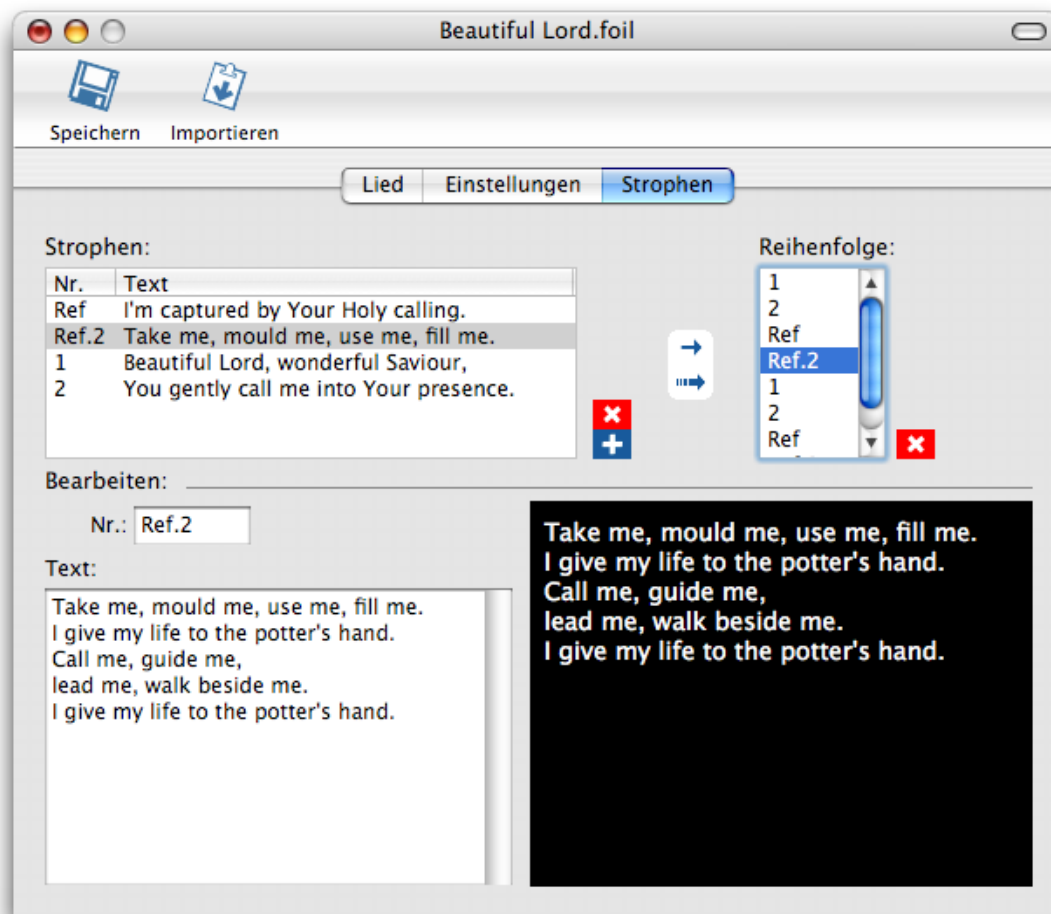 Beautiful Lord.foil
Speichern Importieren
Lied Einstellungen Strophen
Strophen:
Nr. Text
Ref I'm captured by Your Holy calling.
Ref.2 Take me, mould me, use me, fill me.
1 Beautiful Lord, wonderful Saviour,
2 You gently call me into Your presence.
Reihenfolge:
1
2
Ref
Ref.2
1
2
Ref
Bearbeiten:
Nr.: Ref.2
Text:
Take me, mould me, use me, fill me.
I give my life to the potter's hand.
Call me, guide me,
lead me, walk beside me.
I give my life to the potter's hand.
Take me, mould me, use me, fill me.
I give my life to the potter's hand.
Call me, guide me,
lead me, walk beside me.
I give my life to the potter's hand.